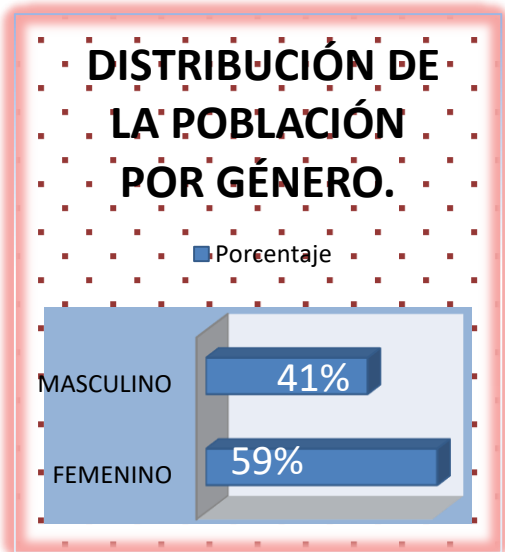 DISTRIBUCIÓN DE
LA POBLACIÓN
POR GÉNERO.
Porcentaje
MASCULINO 41%
FEMENINO 59%